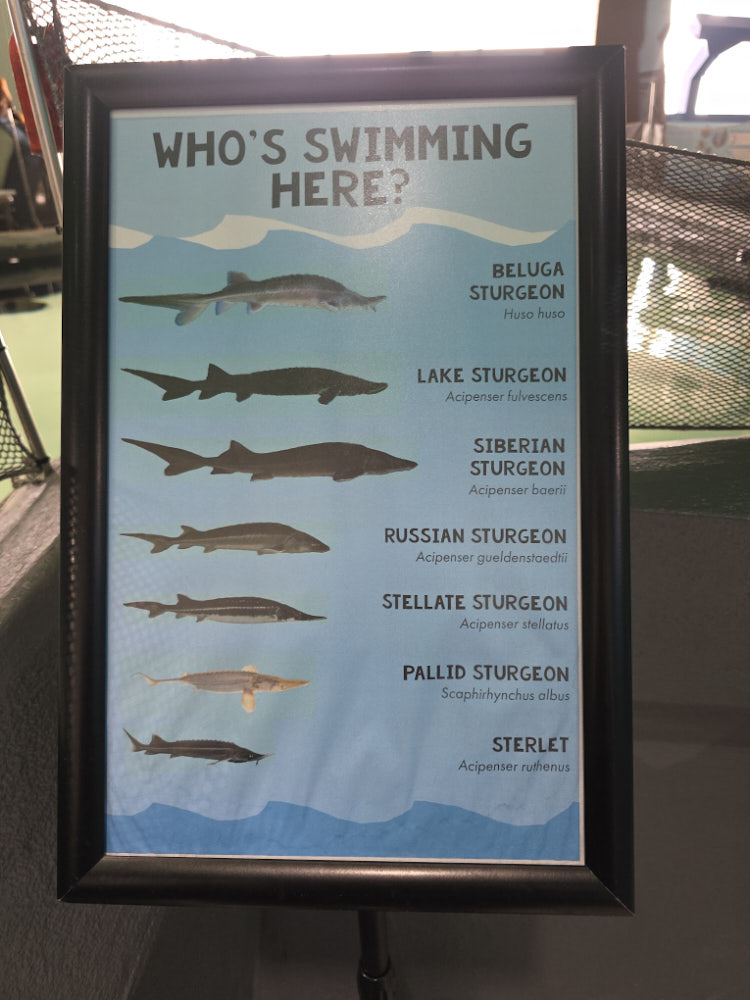 WHO'S SWIMMING
HERE?
BELUGA
STURGEON
Huso huso
LAKE STURGEON
Acipenser fulvescens
SIBERIAN
STURGEON
Acipenser baerii
RUSSIAN STURGEON
Acipenser gueldenstaedtii
STELLATE STURGEON
Acipenser stellatus
PALLID STURGEON
Scaphirhynchus albus
STERLET
Acipenser ruthenus